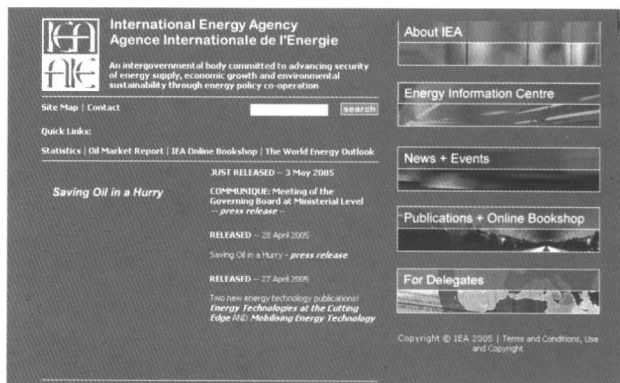 IEA
AIE
International Energy Agency
Agence Internationale de l'Energie
An intergovernmental body committed to advancing security
of energy supply, economic growth and environmental
sustainability through energy policy co-operation
Site Map | Contact
search
Quick Links:
Statistics | Oil Market Report | IEA Online Bookshop | The World Energy Outlook
Saving Oil in a Hurry
JUST RELEASED -- 3 May 2005
COMMUNIQUE: Meeting of the
Governing Board at Ministerial Level
-- press release --
RELEASED -- 28 April 2005
Saving Oil in a Hurry - press release
RELEASED -- 27 April 2005
Two new energy technology publications!
Energy Technologies at the Cutting
Edge AND Mobilising Energy Technology
About IEA
Energy Information Centre
News + Events
Publications + Online Bookshop
For Delegates
Copyright © IEA 2005 | Terms and Conditions, Use
and Copyright